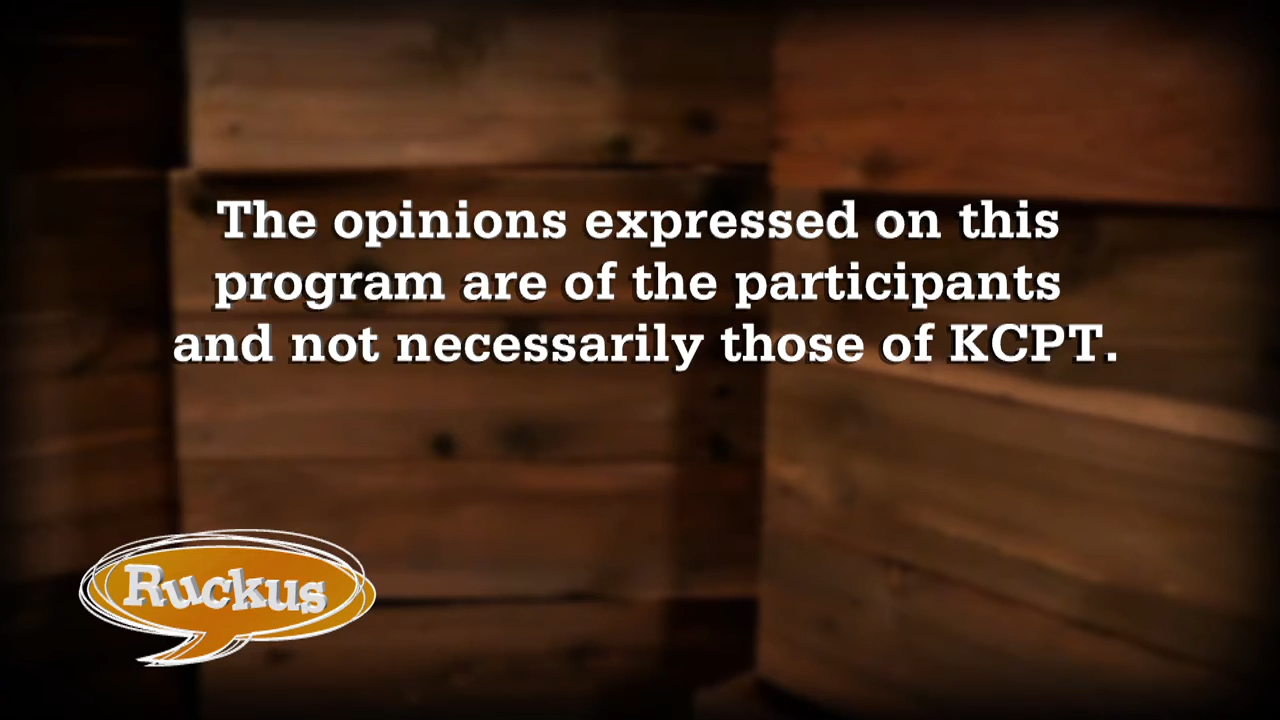 The opinions expressed on this
program are of the participants
and not necessarily those of KCPT.
Ruckus